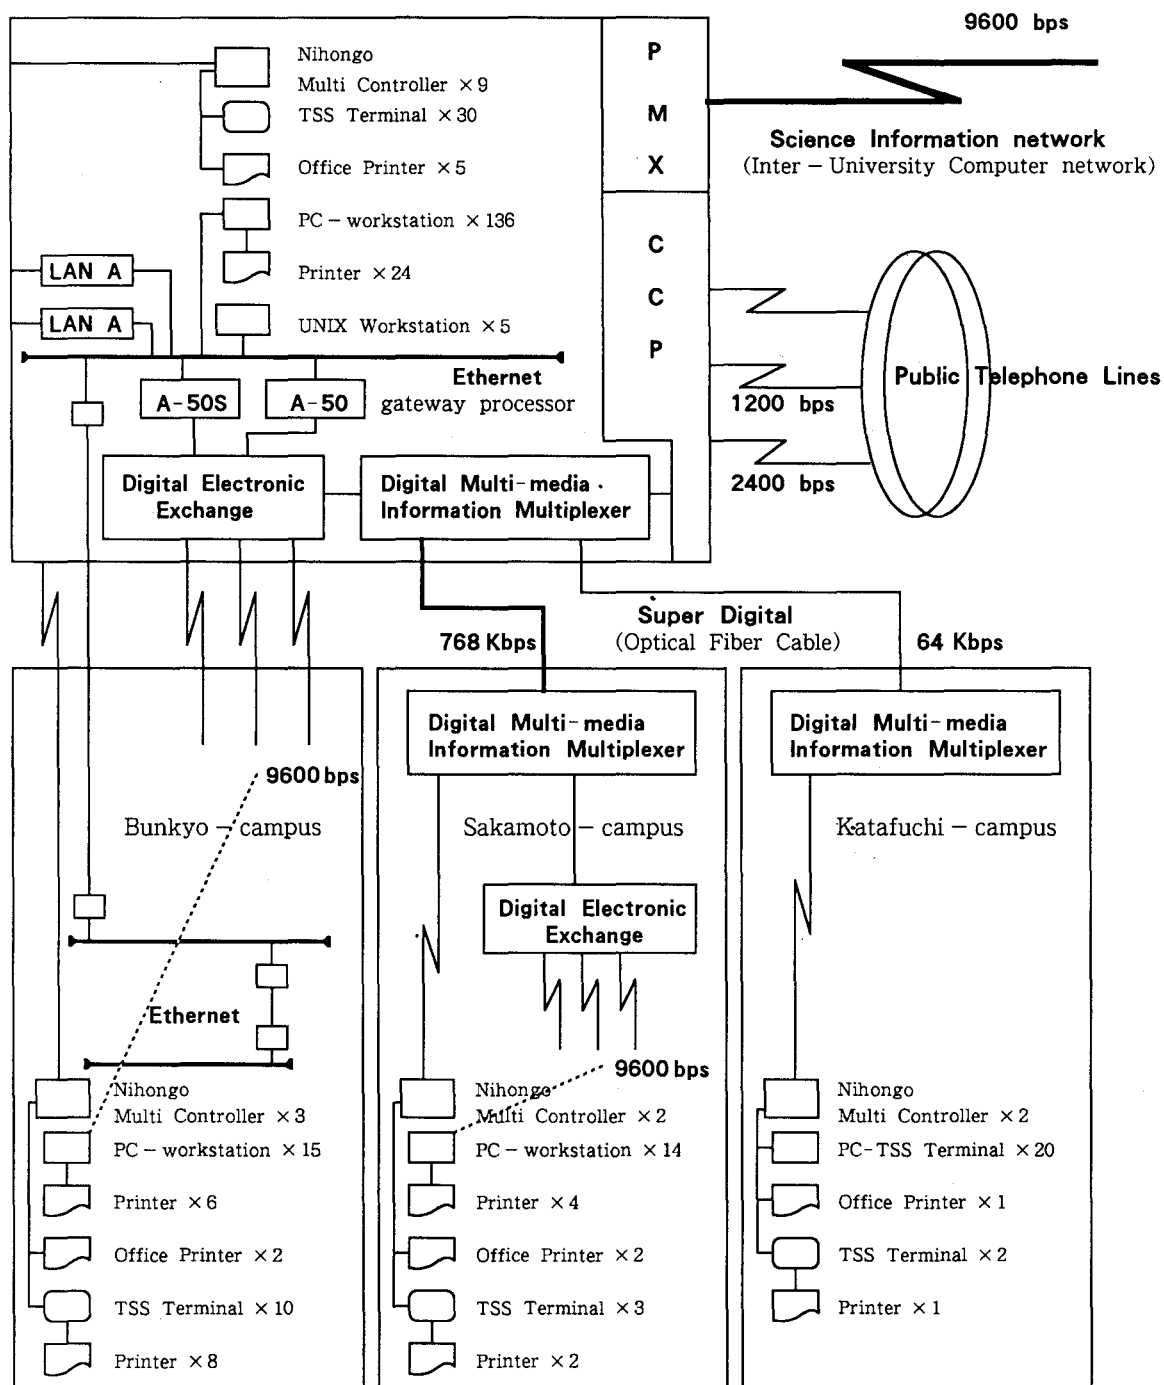 9600 bps
Nihongo
Multi Controller ×9
TSS Terminal ×30
Office Printer ×5
PC-workstation ×136
Printer ×24
UNIX Workstation ×5
LAN A
LAN A
P
M
X
C
C
P
Science Information network
(Inter-University Computer network)
Public Telephone Lines
1200 bps
2400 bps
Ethernet
gateway processor
A-50S
A-50
Digital Electronic
Exchange
Digital Multi-media
Information Multiplexer
Super Digital
(Optical Fiber Cable)
768 Kbps
64 Kbps
9600 bps
Bunkyo-campus
Ethernet
Nihongo
Multi Controller ×3
PC-workstation ×15
Printer ×6
Office Printer ×2
TSS Terminal ×10
Printer ×8
Digital Multi-media
Information Multiplexer
Sakamoto-campus
Digital Electronic
Exchange
9600 bps
Nihongo
Multi Controller ×2
PC-workstation ×14
Printer ×4
Office Printer ×2
TSS Terminal ×3
Printer ×2
Digital Multi-media
Information Multiplexer
Katafuchi-campus
Nihongo
Multi Controller ×2
PC-TSS Terminal ×20
Office Printer ×1
TSS Terminal ×2
Printer ×1